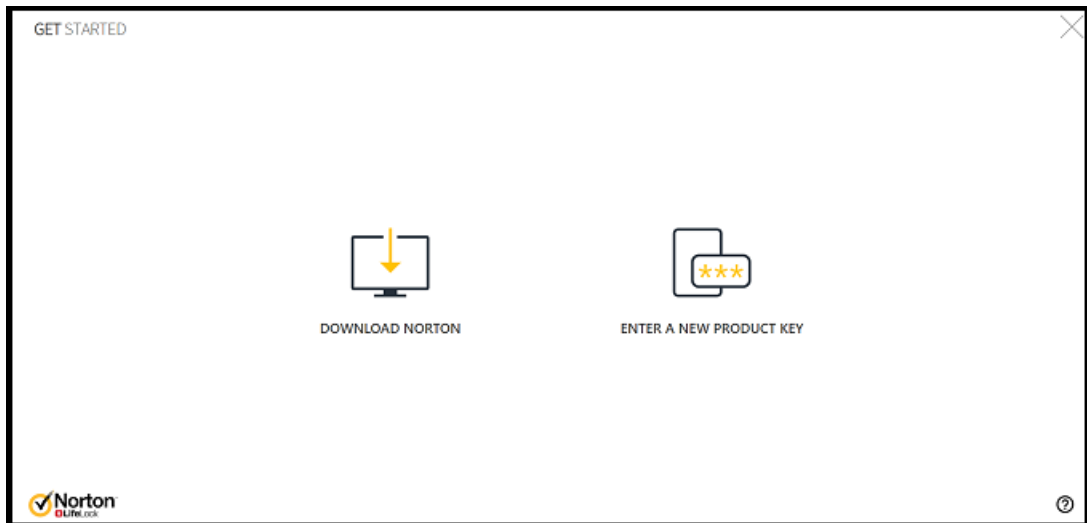 GET STARTED
DOWNLOAD NORTON
***
ENTER A NEW PRODUCT KEY
Norton
LifeLock
?